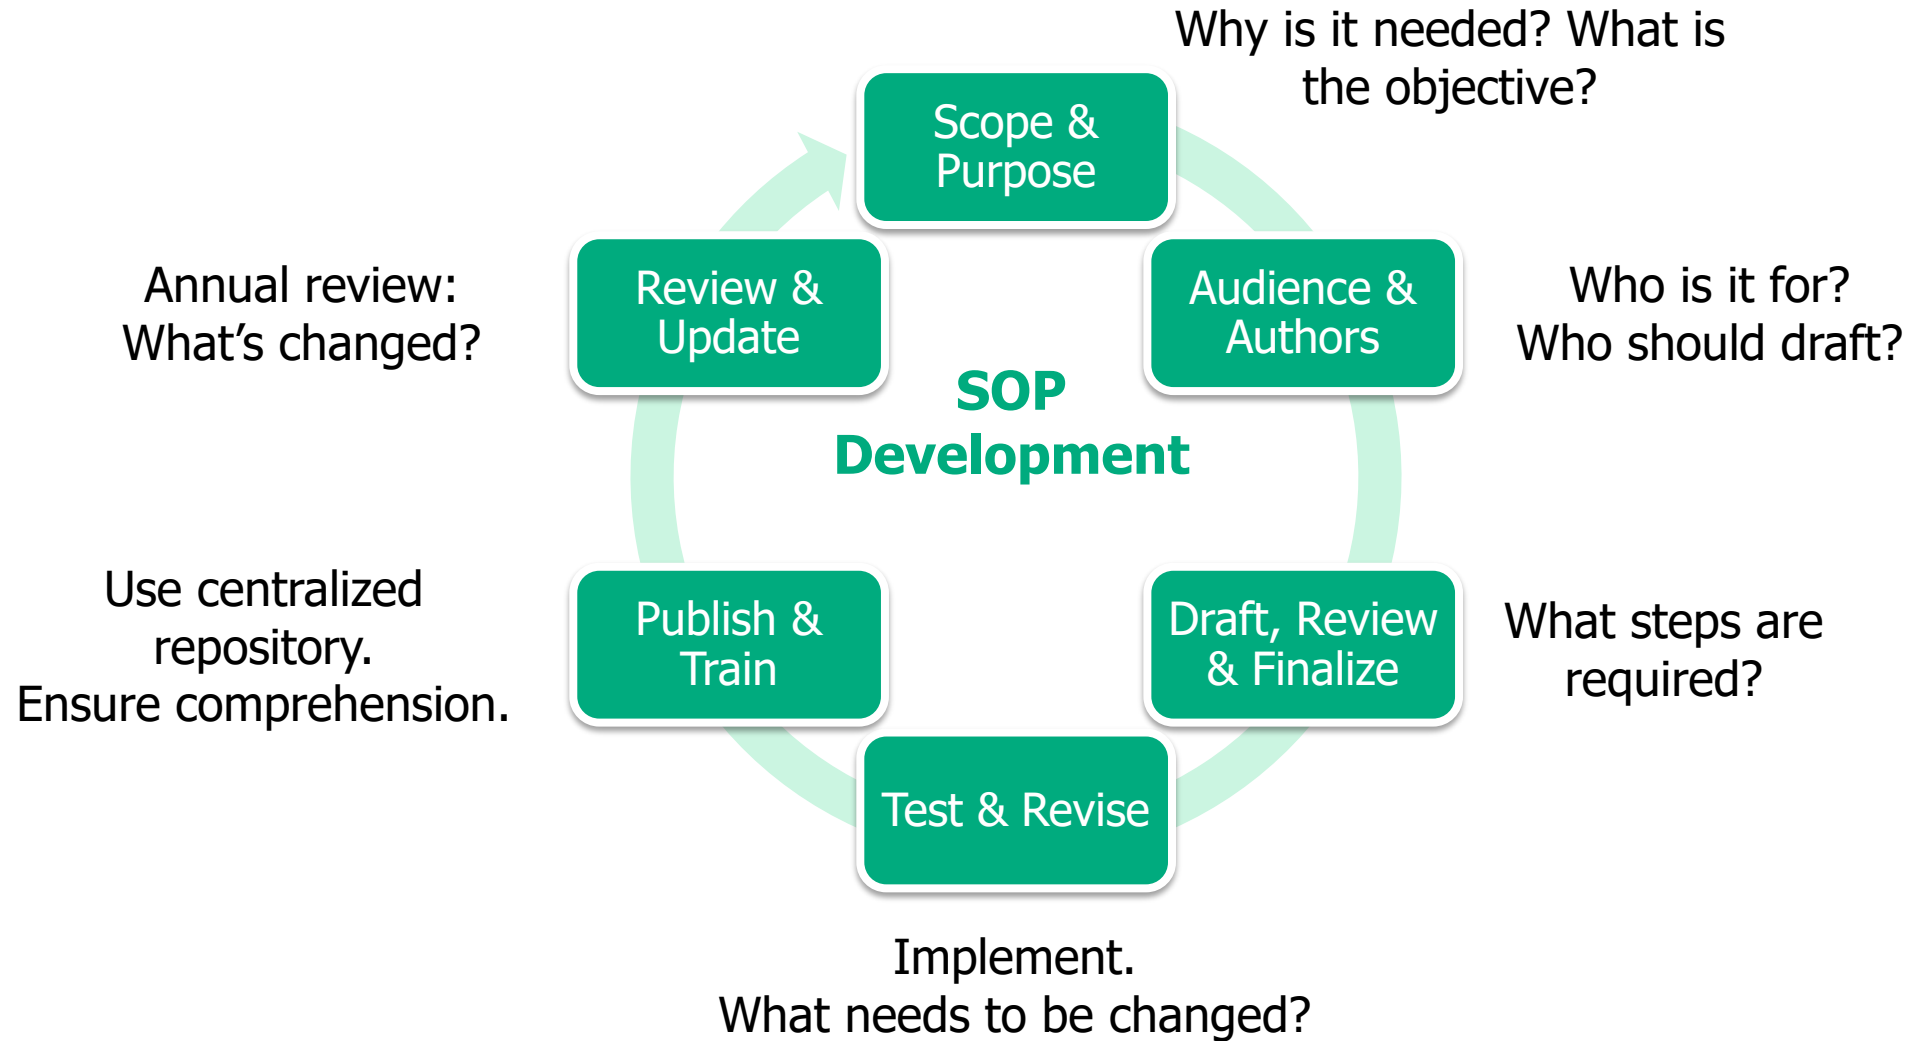 Why is it needed? What is
the objective?
Scope &
Purpose
Audience &
Authors
Who is it for?
Who should draft?
Draft, Review
& Finalize
What steps are
required?
Test & Revise
Implement.
What needs to be changed?
Publish &
Train
Use centralized
repository.
Ensure comprehension.
Review &
Update
Annual review:
What’s changed?
SOP
Development